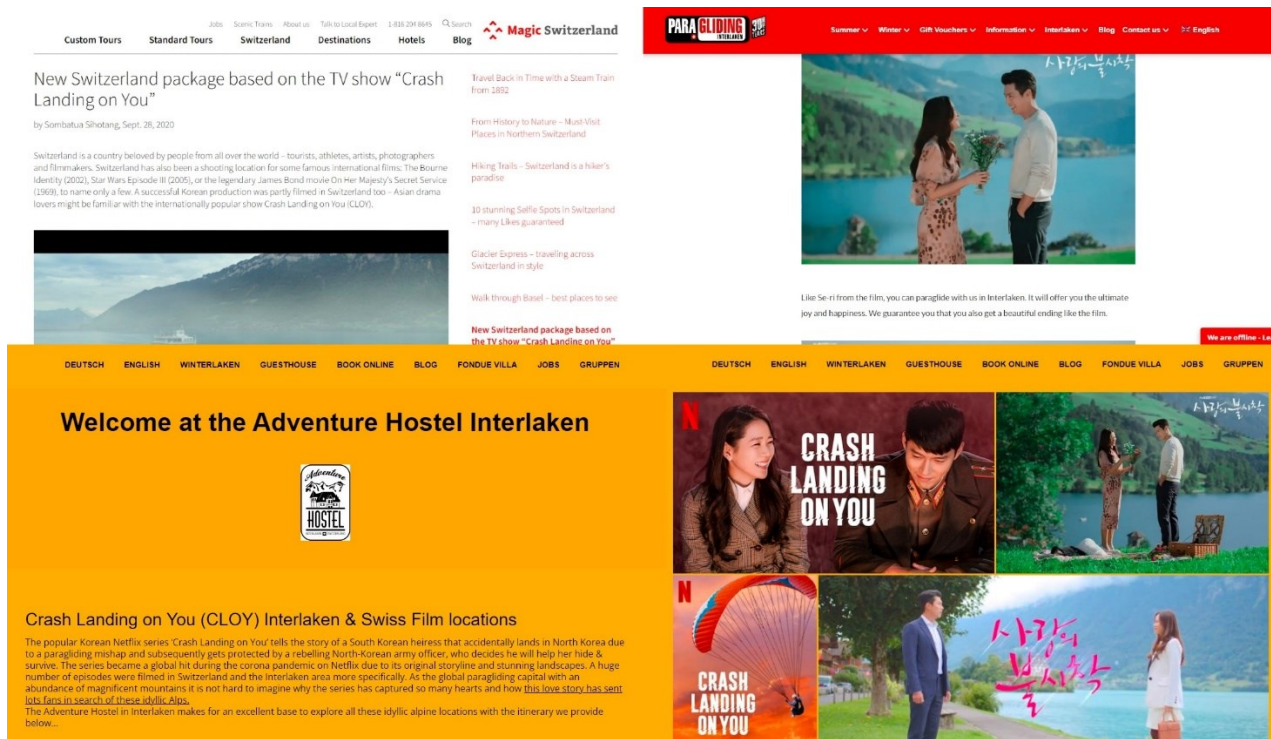 Jobs Scenic Trains About us Talk to Local Expert 1-816 204 8645 Search
Custom Tours Standard Tours Switzerland Destinations Hotels Blog
Magic Switzerland
New Switzerland package based on the TV show “Crash
Landing on You”
by Sombatua Sihotang, Sept. 28, 2020
Switzerland is a country beloved by people from all over the world – tourists, athletes, artists, photographers
and filmmakers. Switzerland has also been a shooting location for some famous international films: The Bourne
Identity (2002), Star Wars Episode III (2005), or the legendary James Bond movie On Her Majesty's Secret Service
(1969), to name only a few. A successful Korean production was partly filmed in Switzerland too – Asian drama
lovers might be familiar with the internationally popular show Crash Landing on You (CLOY).
Travel Back in Time with a Steam Train
from 1892
From History to Nature – Must-Visit
Places in Northern Switzerland
Hiking Trails – Switzerland is a hiker's
paradise
10 stunning Selfie Spots in Switzerland
– many Likes guaranteed
Glacier Express – traveling across
Switzerland in style
Walk through Basel – best places to see
New Switzerland package based on
the TV show “Crash Landing on You”
PARAGLIDING
INTERLAKEN
Summer Winter Gift Vouchers Information Interlaken Blog Contact us English
사랑의 불시착
Like Se-ri from the film, you can paraglide with us in Interlaken. It will offer you the ultimate
joy and happiness. We guarantee you that you also get a beautiful ending like the film.
We are offline - Le
DEUTSCH ENGLISH WINTERLAKEN GUESTHOUSE BOOK ONLINE BLOG FONDUE VILLA JOBS GRUPPEN
Welcome at the Adventure Hostel Interlaken
Adventure
HOSTEL
Crash Landing on You (CLOY) Interlaken & Swiss Film locations
The popular Korean Netflix series 'Crash Landing on You' tells the story of a South Korean heiress that accidentally lands in North Korea due
to a paragliding mishap and subsequently gets protected by a rebelling North-Korean army officer, who decides he will help her hide &
survive. The series became a global hit during the corona pandemic on Netflix due to its original storyline and stunning landscapes. A huge
number of episodes were filmed in Switzerland and the Interlaken area more specifically. As the global paragliding capital with an
abundance of magnificent mountains it is not hard to imagine why the series has captured so many hearts and how this love story has sent
lots fans in search of these idyllic Alps.
The Adventure Hostel in Interlaken makes for an excellent base to explore all these idyllic alpine locations with the itinerary we provide
below...
DEUTSCH ENGLISH WINTERLAKEN GUESTHOUSE BOOK ONLINE BLOG FONDUE VILLA JOBS GRUPPEN
N
CRASH
LANDING
ON YOU
사랑의 불시착
N
CRASH
LANDING
ON YOU
사랑의
불시착